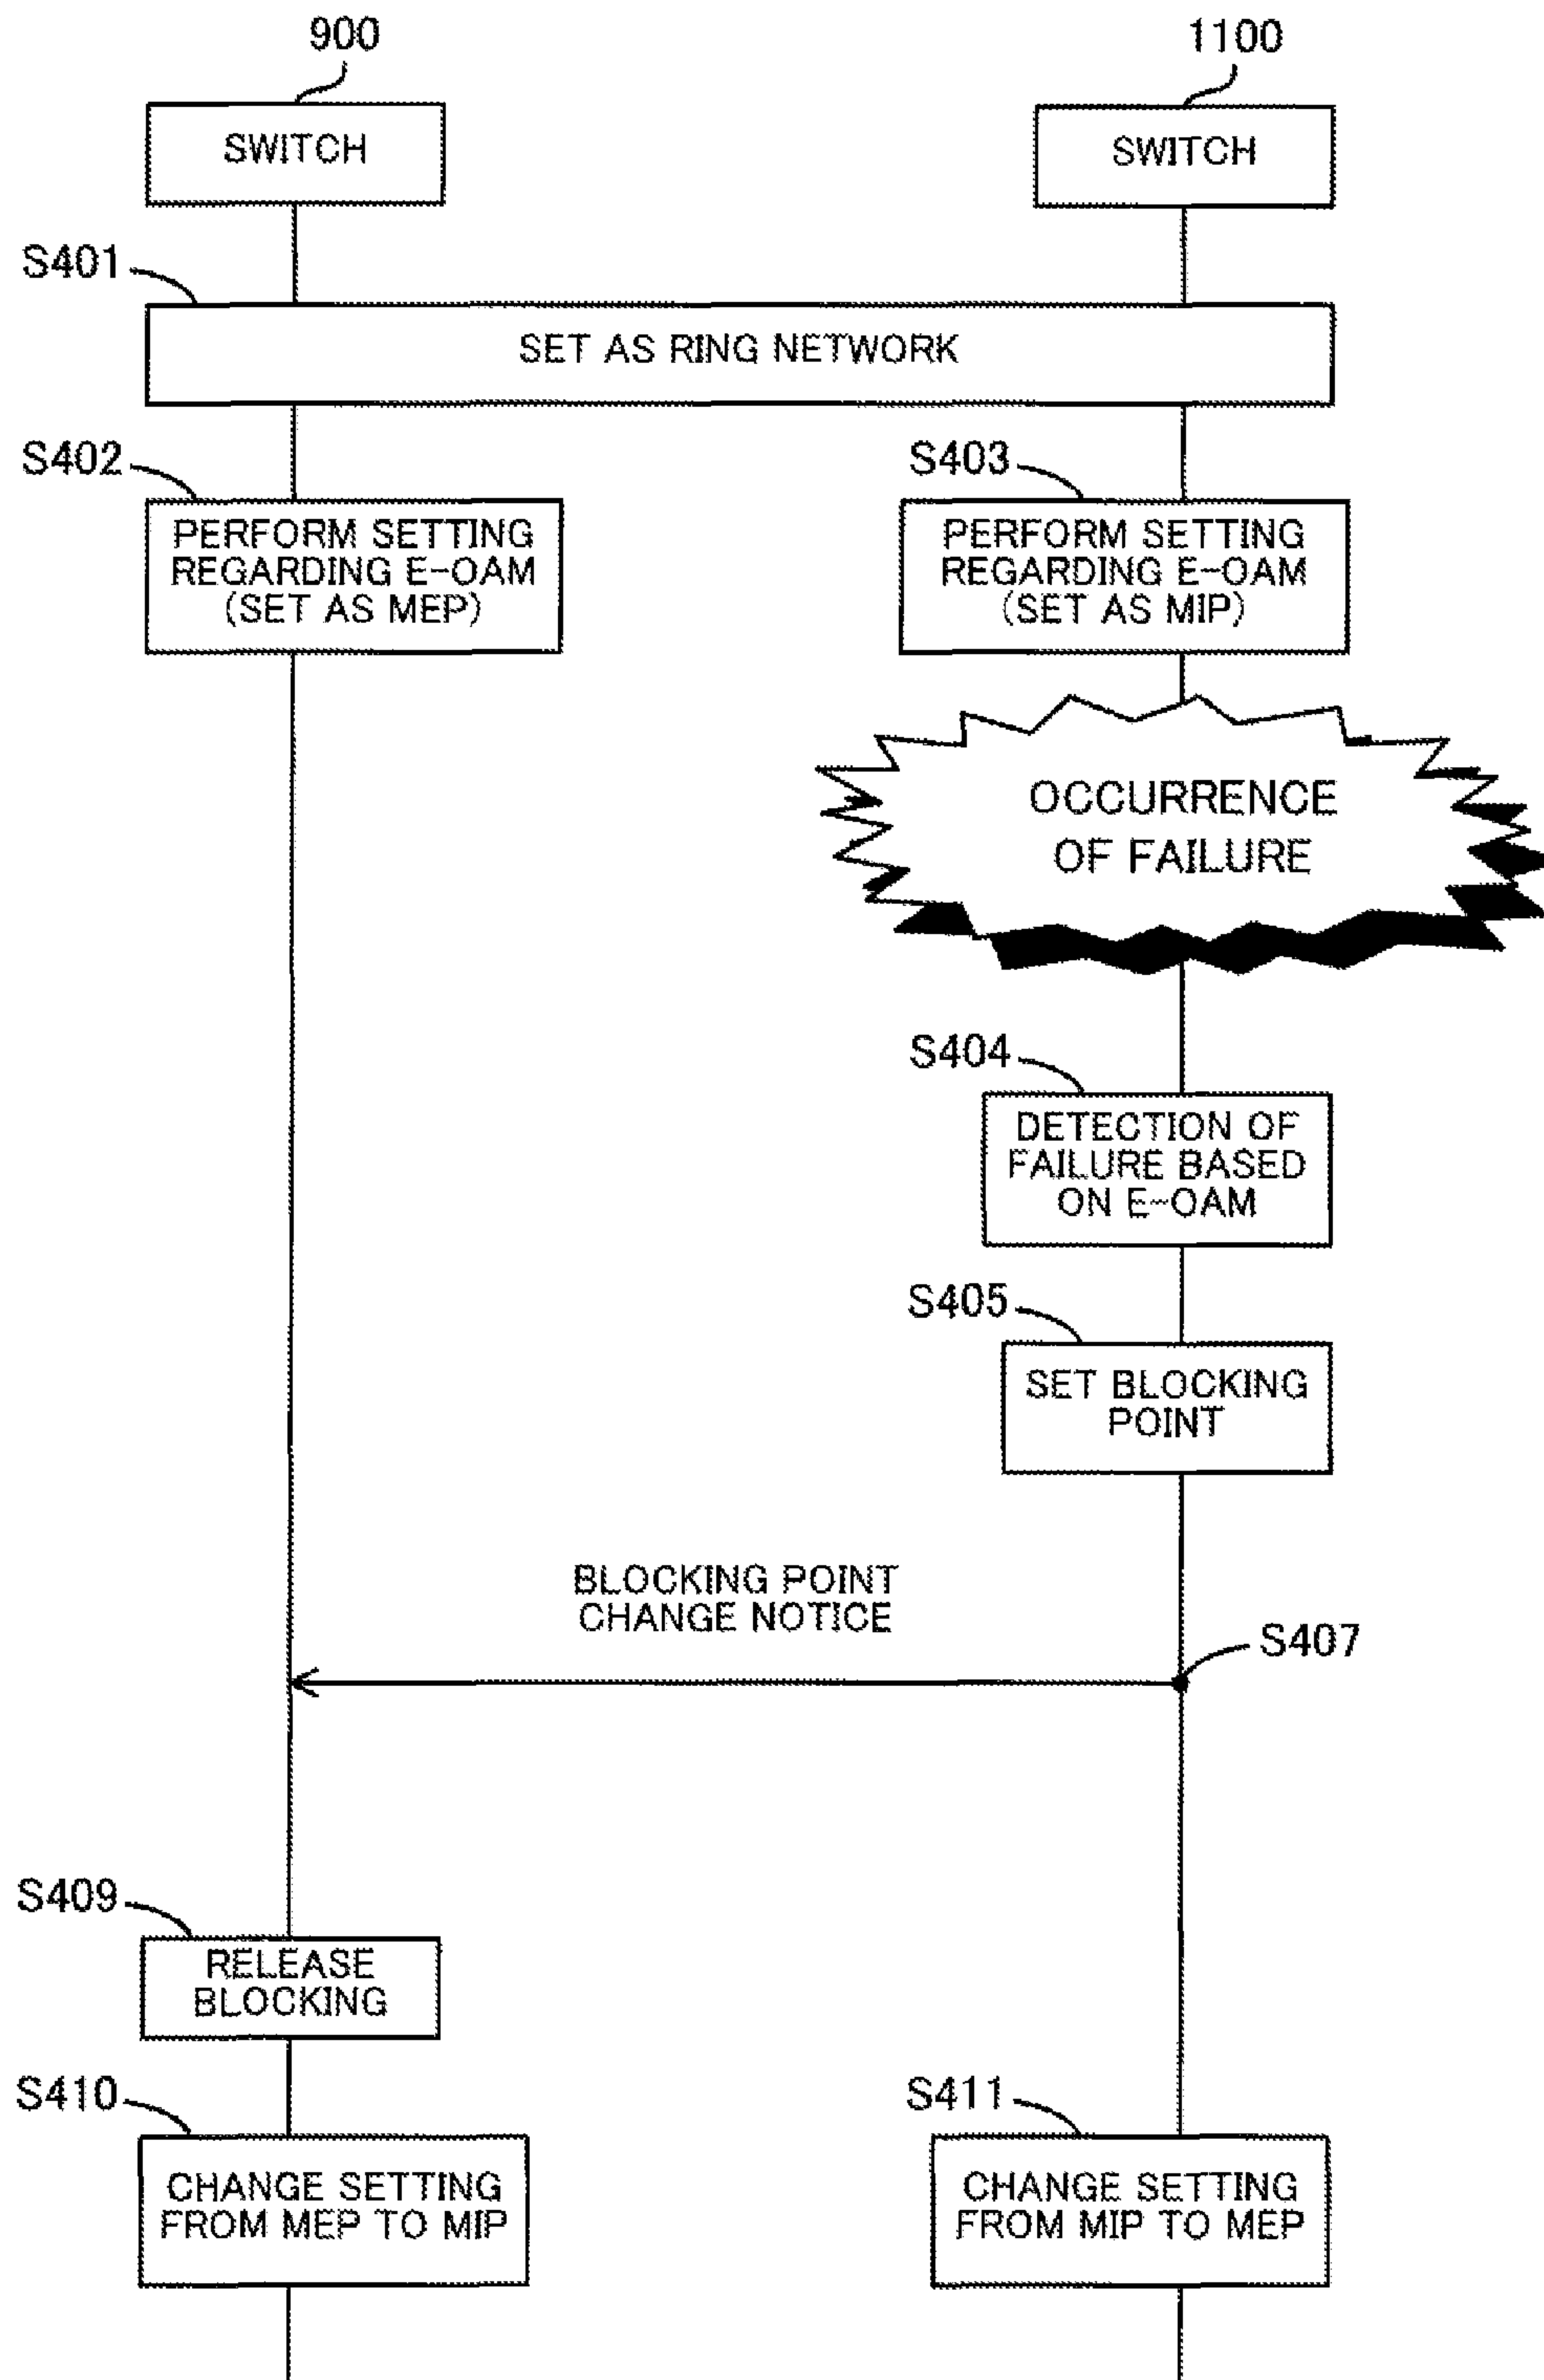 900
1100
SWITCH
SWITCH
S401
SET AS RING NETWORK
S402
S403
PERFORM SETTING
REGARDING E-OAM
(SET AS MEP)
PERFORM SETTING
REGARDING E-OAM
(SET AS MIP)
OCCURRENCE
OF FAILURE
S404
DETECTION OF
FAILURE BASED
ON E-OAM
S405
SET BLOCKING
POINT
BLOCKING POINT
CHANGE NOTICE
S407
S409
RELEASE
BLOCKING
S410
S411
CHANGE SETTING
FROM MEP TO MIP
CHANGE SETTING
FROM MIP TO MEP